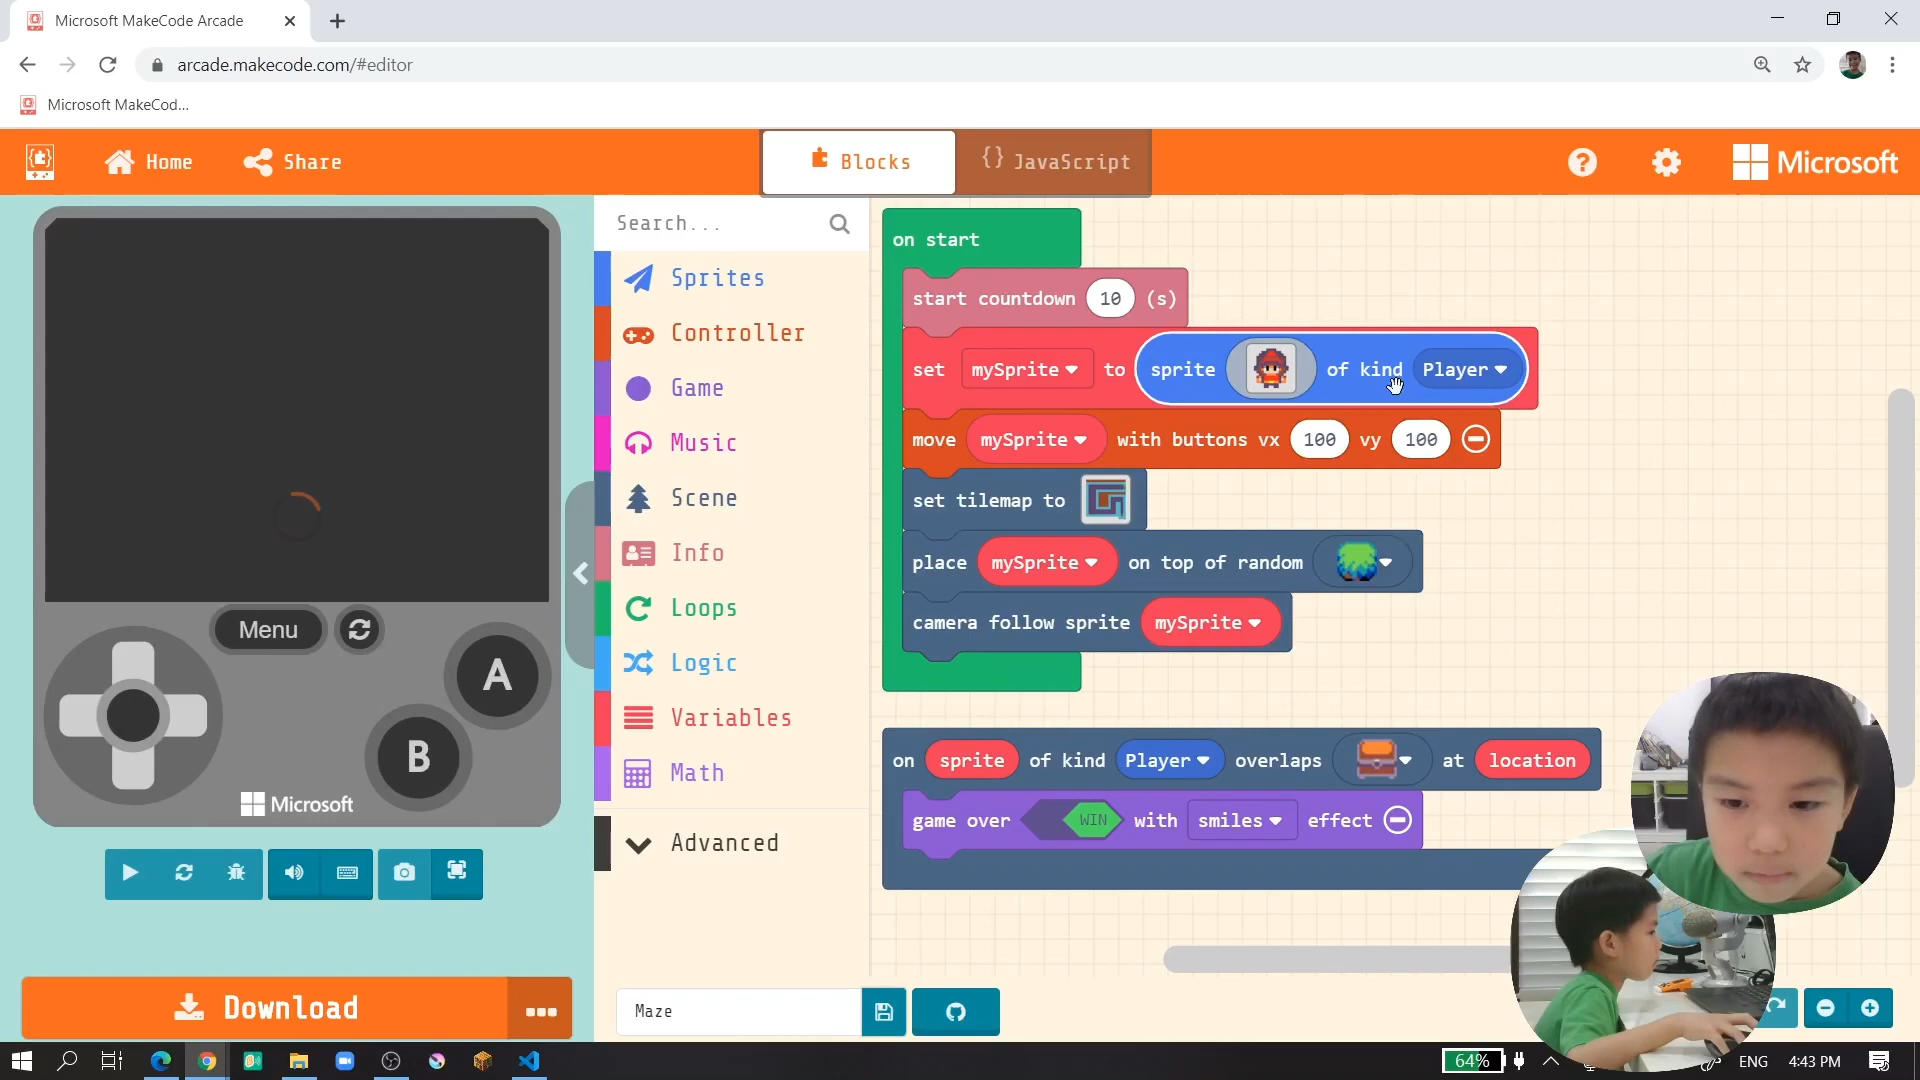 Microsoft MakeCode Arcade
arcade.makecode.com/#editor
Microsoft MakeCod...
Home
Share
Blocks
{} JavaScript
Microsoft
Search...
Sprites
Controller
Game
Music
Scene
Info
Loops
Logic
Variables
Math
Advanced
on start
start countdown 10 (s)
set mySprite to sprite of kind Player
move mySprite with buttons vx 100 vy 100
set tilemap to
place mySprite on top of random
camera follow sprite mySprite
on sprite of kind Player overlaps at location
game over WIN with smiles effect
Menu
A
B
Microsoft
Download
Maze
64%
ENG
4:43 PM